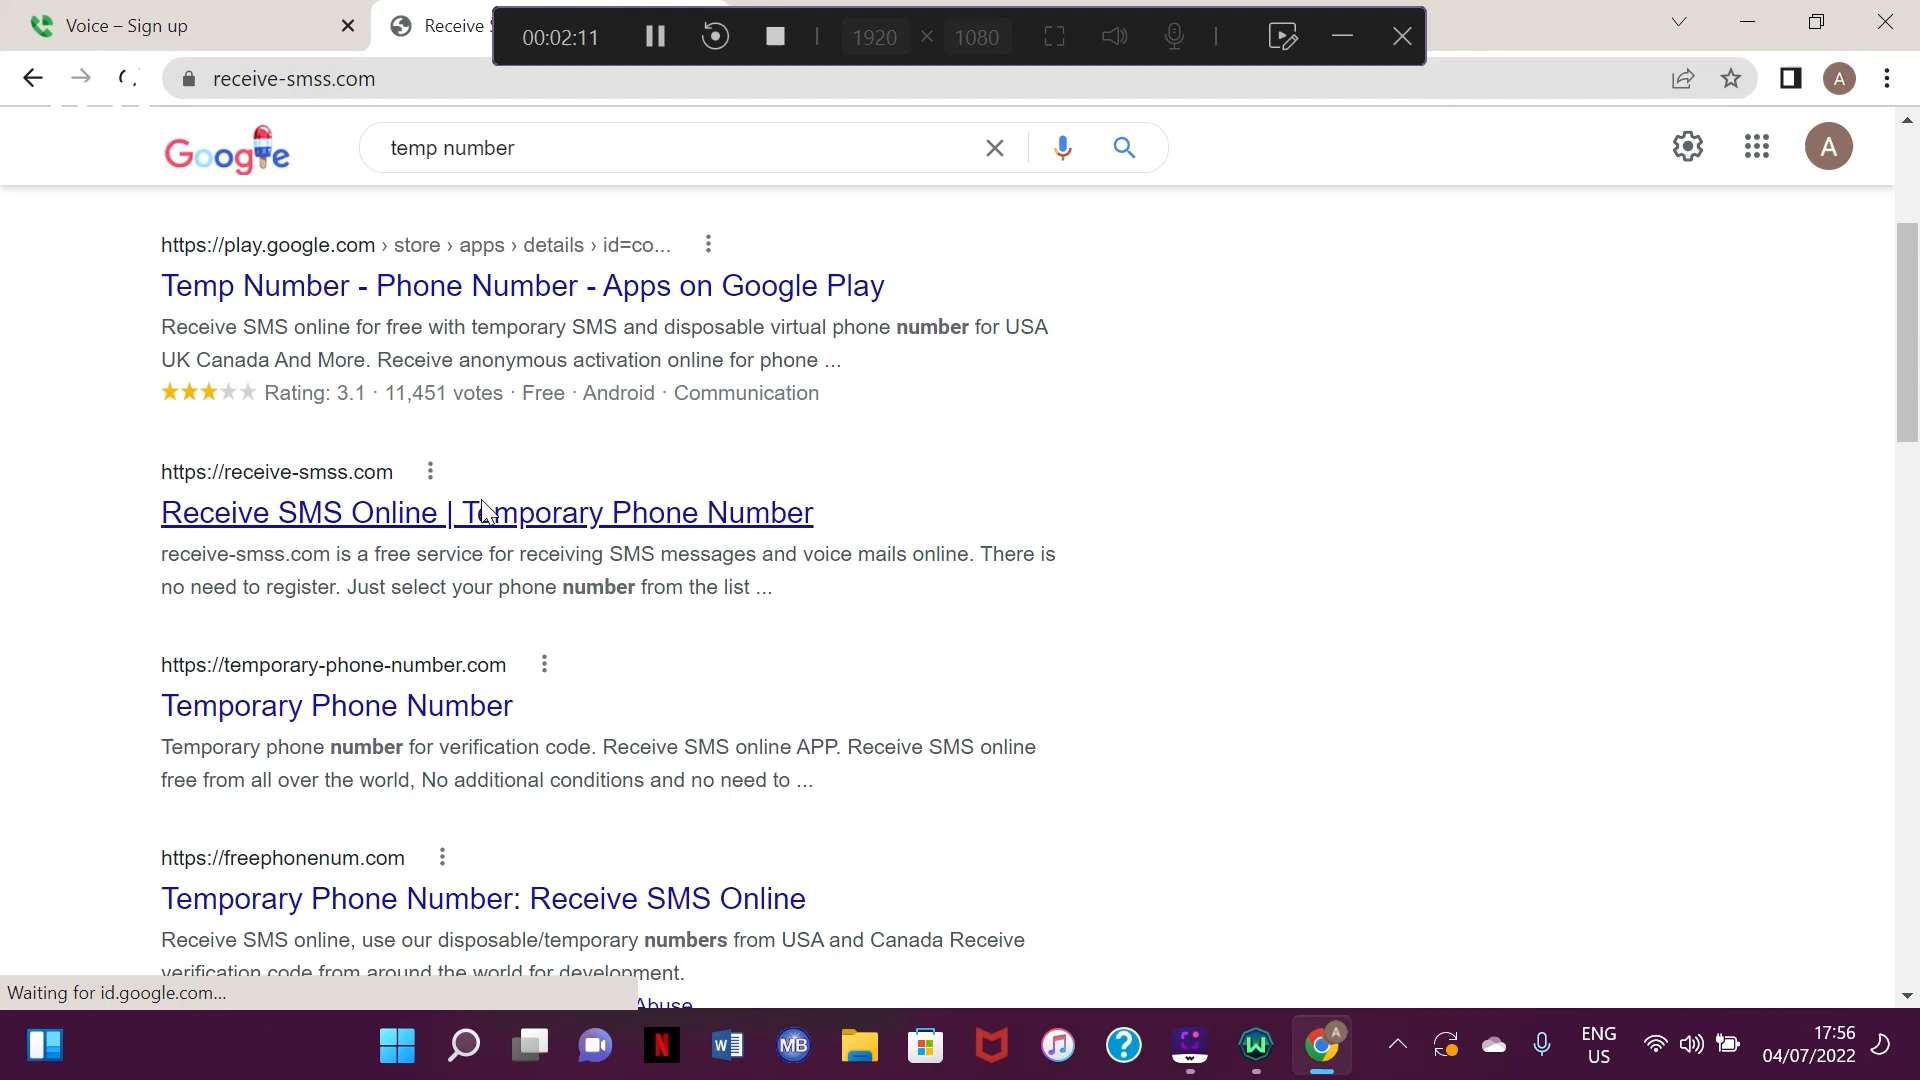 Voice – Sign up
Receive
00:02:11
1920 × 1080
receive-smss.com
A
Google
temp number
A
https://play.google.com › store › apps › details › id=co...
Temp Number - Phone Number - Apps on Google Play
Receive SMS online for free with temporary SMS and disposable virtual phone number for USA
UK Canada And More. Receive anonymous activation online for phone ...
Rating: 3.1 · 11,451 votes · Free · Android · Communication
https://receive-smss.com
Receive SMS Online | Temporary Phone Number
receive-smss.com is a free service for receiving SMS messages and voice mails online. There is
no need to register. Just select your phone number from the list ...
https://temporary-phone-number.com
Temporary Phone Number
Temporary phone number for verification code. Receive SMS online APP. Receive SMS online
free from all over the world, No additional conditions and no need to ...
https://freephonenum.com
Temporary Phone Number: Receive SMS Online
Receive SMS online, use our disposable/temporary numbers from USA and Canada Receive
verification code from around the world for development.
Abuse
Waiting for id.google.com...
N
W
MB
A
ENG
US
17:56
04/07/2022